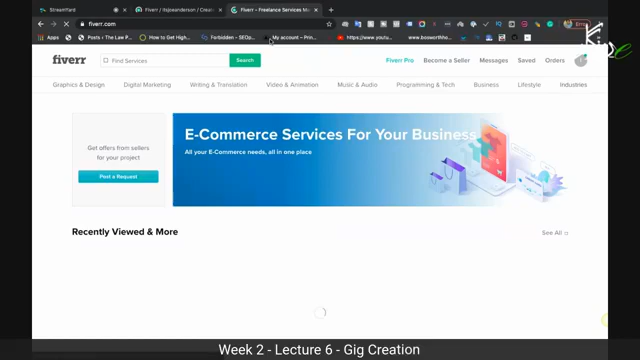 StreamYard
Fiverr / itsjoeanderson / Creat
Fiverr - Freelance Services M
fiverr.com
Error
Apps
Posts ‹ The Law P...
How to Get High...
Forbidden – SEOp...
My account – Prin...
https://www.youtu...
www.bosworthho...
fiverr
Find Services
Search
Fiverr Pro
Become a Seller
Messages
Saved
Orders
Graphics & Design
Digital Marketing
Writing & Translation
Video & Animation
Music & Audio
Programming & Tech
Business
Lifestyle
Industries
Get offers from sellers
for your project
Post a Request
E-Commerce Services For Your Business
All your E-Commerce needs, all in one place
Recently Viewed & More
See All
Week 2 - Lecture 6 - Gig Creation